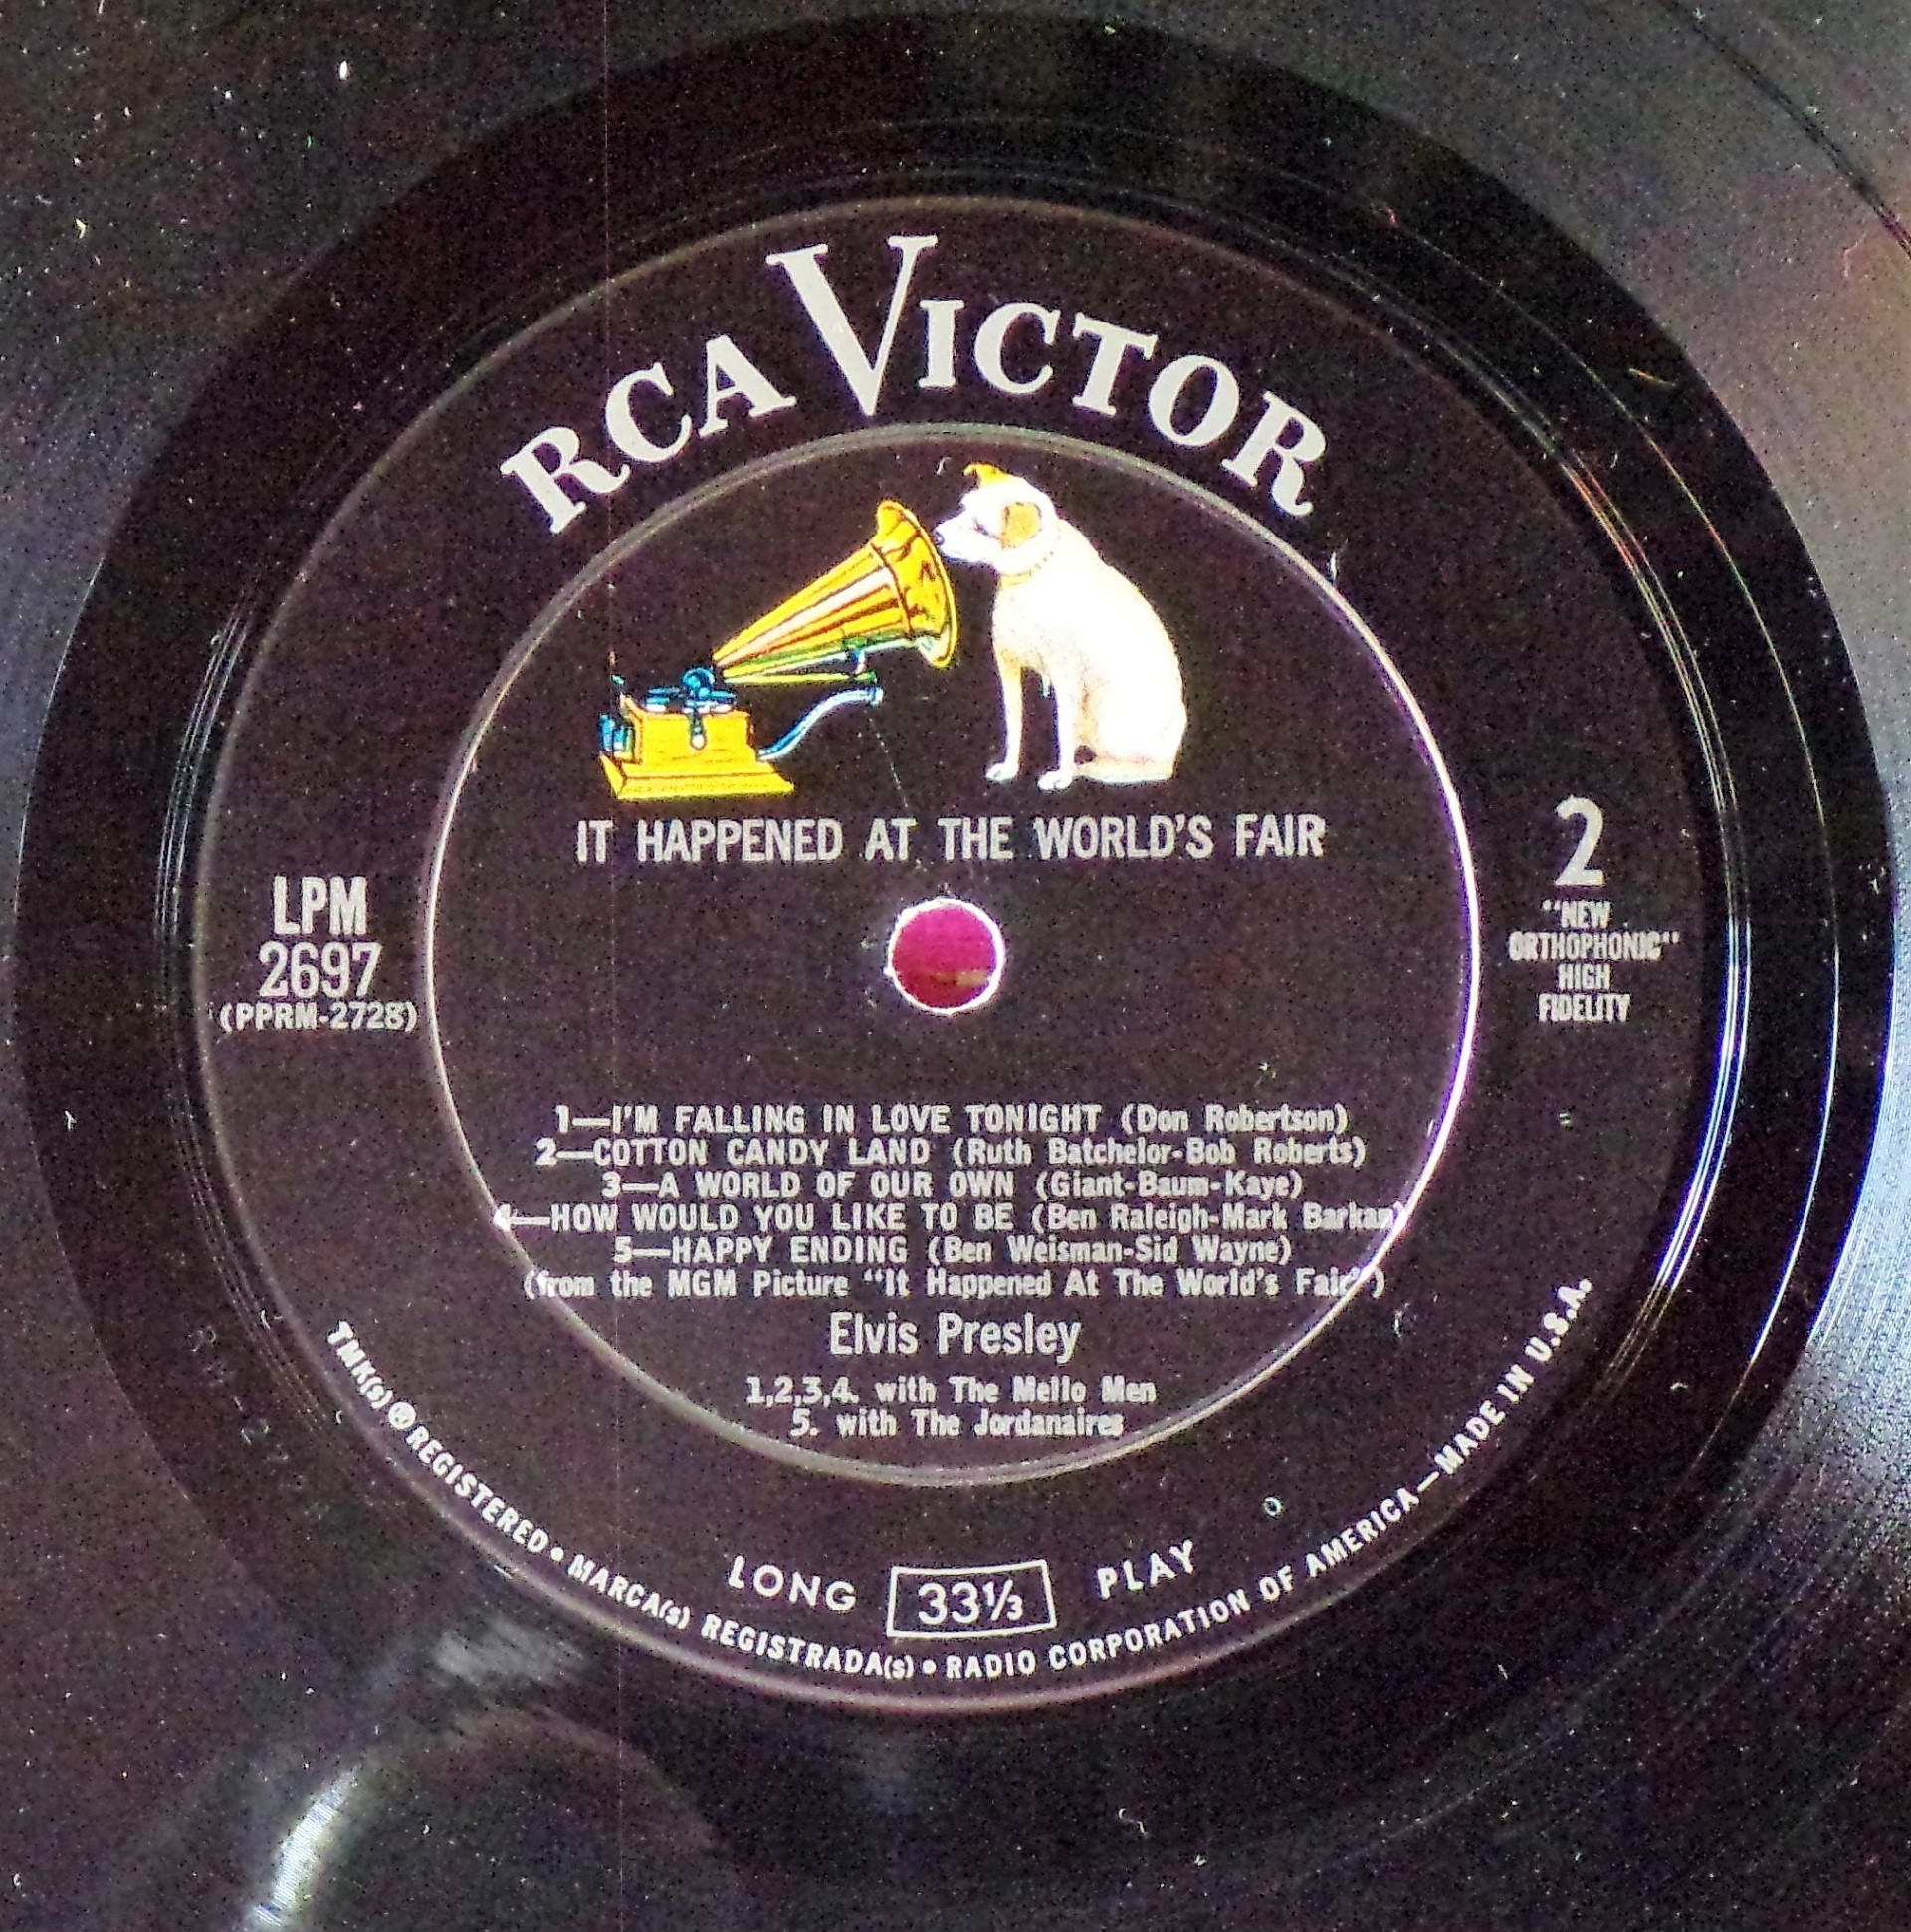 RCA VICTOR
IT HAPPENED AT THE WORLD'S FAIR
LPM
2697
(PPRM-2728)
2
"NEW
ORTHOPHONIC"
HIGH
FIDELITY
1—I'M FALLING IN LOVE TONIGHT (Don Robertson)
2—COTTON CANDY LAND (Ruth Batchelor-Bob Roberts)
3—A WORLD OF OUR OWN (Giant-Baum-Kaye)
4—HOW WOULD YOU LIKE TO BE (Ben Raleigh-Mark Barkan)
5—HAPPY ENDING (Ben Weisman-Sid Wayne)
(from the MGM Picture "It Happened At The World's Fair")
Elvis Presley
1,2,3,4. with The Mello Men
5. with The Jordanaires
LONG 33⅓ PLAY
TMK(s) ® REGISTERED • MARCA(s) REGISTRADA(s) • RADIO CORPORATION OF AMERICA—MADE IN U.S.A.